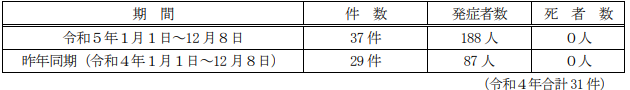 期　間　件　数　発症者数　死　者　数
令和５年１月１日～12月８日　37件　188人　０人
昨年同期（令和４年１月１日～12月８日）　29件　87人　０人
（令和４年合計31件）